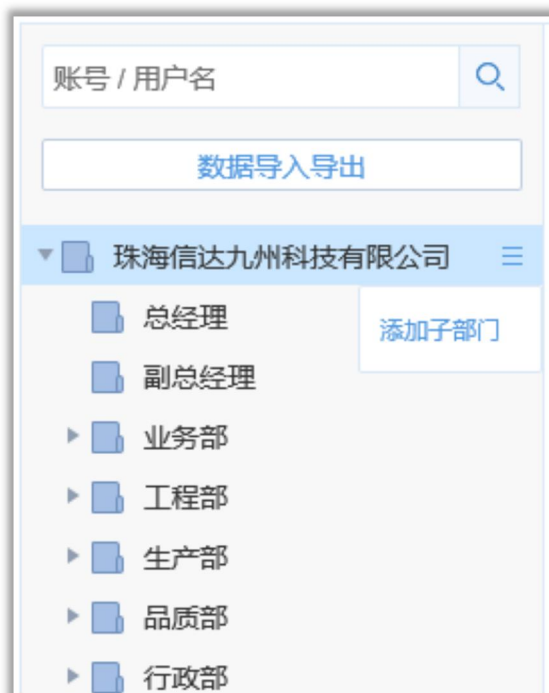 账号 / 用户名
数据导入导出
珠海信达九州科技有限公司
总经理
添加子部门
副总经理
业务部
工程部
生产部
品质部
行政部